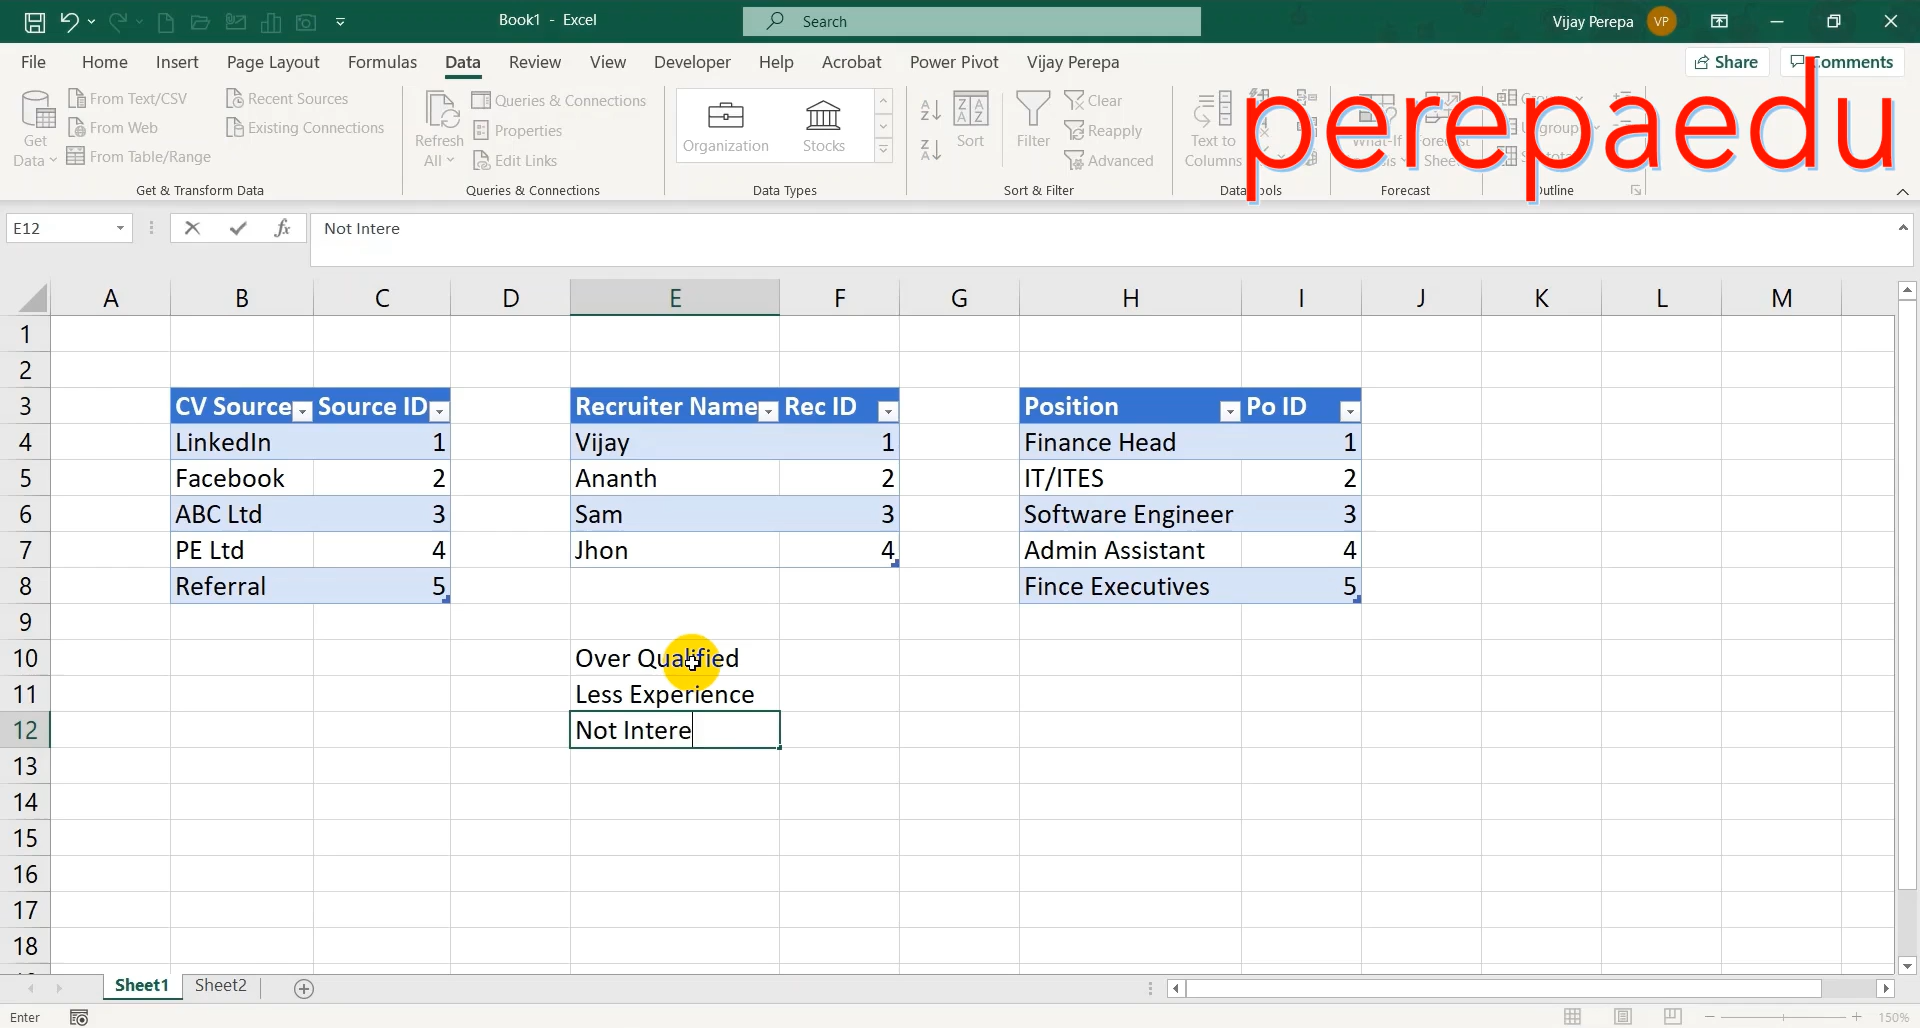 Book1 - Excel
Search
Vijay Perepa
VP
File Home Insert Page Layout Formulas Data Review View Developer Help Acrobat Power Pivot Vijay Perepa
Share
Comments
perepaedu
Get
Data
From Text/CSV
From Web
From Table/Range
Recent Sources
Existing Connections
Get & Transform Data
Refresh
All
Queries & Connections
Properties
Edit Links
Queries & Connections
Organization
Stocks
Data Types
Sort
Filter
Clear
Reapply
Advanced
Sort & Filter
Text to
Columns
What-If
Forecast
Sheet
Forecast
E12
fx
Not Intere
A B C D E F G H I J K L M
1
2
3 CV Source Source ID Recruiter Name Rec ID Position Po ID
4 LinkedIn 1 Vijay 1 Finance Head 1
5 Facebook 2 Ananth 2 IT/ITES 2
6 ABC Ltd 3 Sam 3 Software Engineer 3
7 PE Ltd 4 Jhon 4 Admin Assistant 4
8 Referral 5 Fince Executives 5
9
10 Over Qualified
11 Less Experience
12 Not Intere
13
14
15
16
17
18
Sheet1 Sheet2
Enter
150%